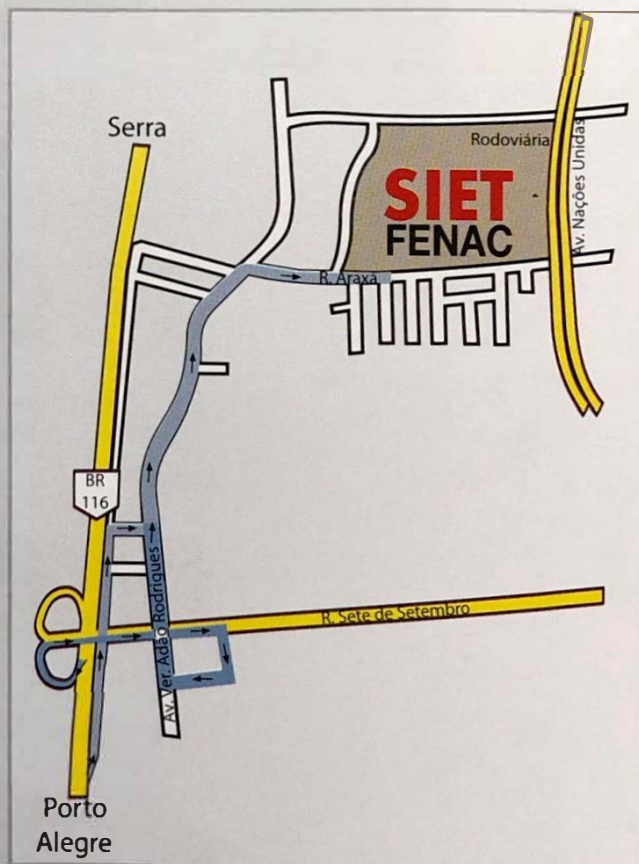 Serra
Rodoviária
SIET
FENAC
Av. Nações Unidas
R. Araxá
BR
116
Av. Ver. Adão Rodrigues
R. Sete de Setembro
Porto
Alegre